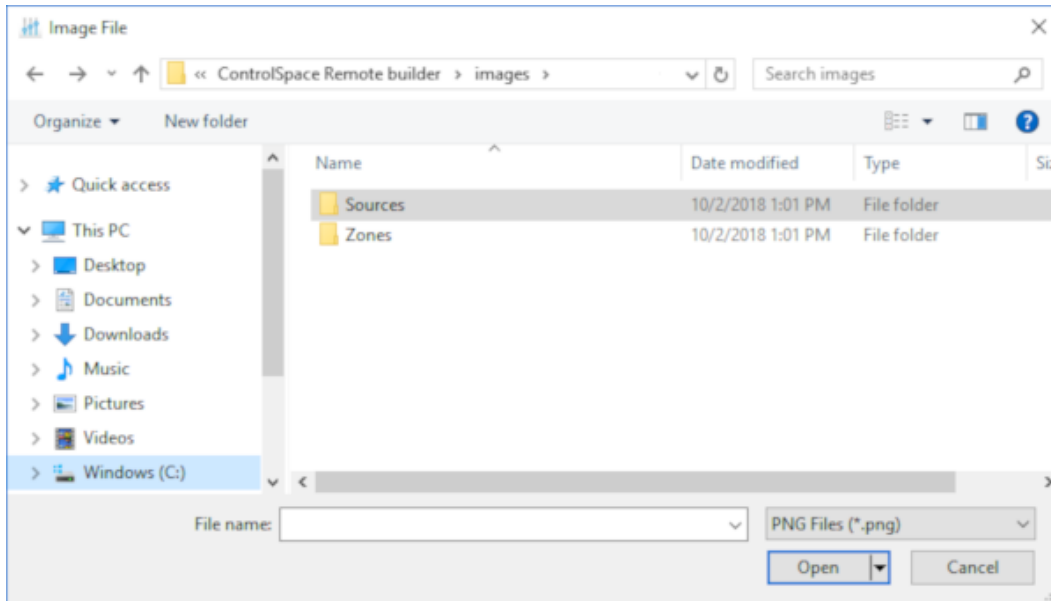 Image File
« ControlSpace Remote builder › images ›
Search images
Organize
New folder
Name
Date modified
Type
Quick access
Sources
10/2/2018 1:01 PM
File folder
This PC
Zones
10/2/2018 1:01 PM
File folder
Desktop
Documents
Downloads
Music
Pictures
Videos
Windows (C:)
File name:
PNG Files (*.png)
Open
Cancel